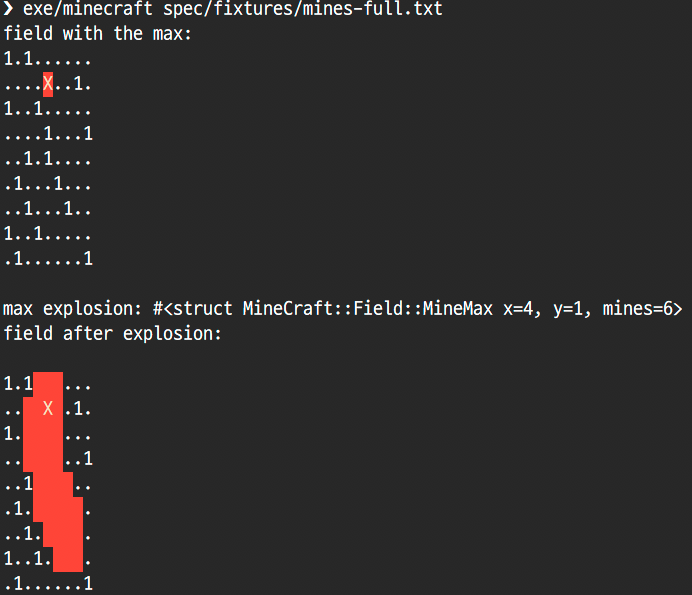 ❯ exe/minecraft spec/fixtures/mines-full.txt
field with the max:
1.1......
....X..1.
1..1.....
....1...1
..1.1....
.1...1...
..1...1..
1..1.....
.1......1
max explosion: #<struct MineCraft::Field::MineMax x=4, y=1, mines=6>
field after explosion:
1.1   ...
..  X .1.
1.    ...
..    ..1
..1    ..
.1.     .
..1.    .
1..1.   .
.1......1